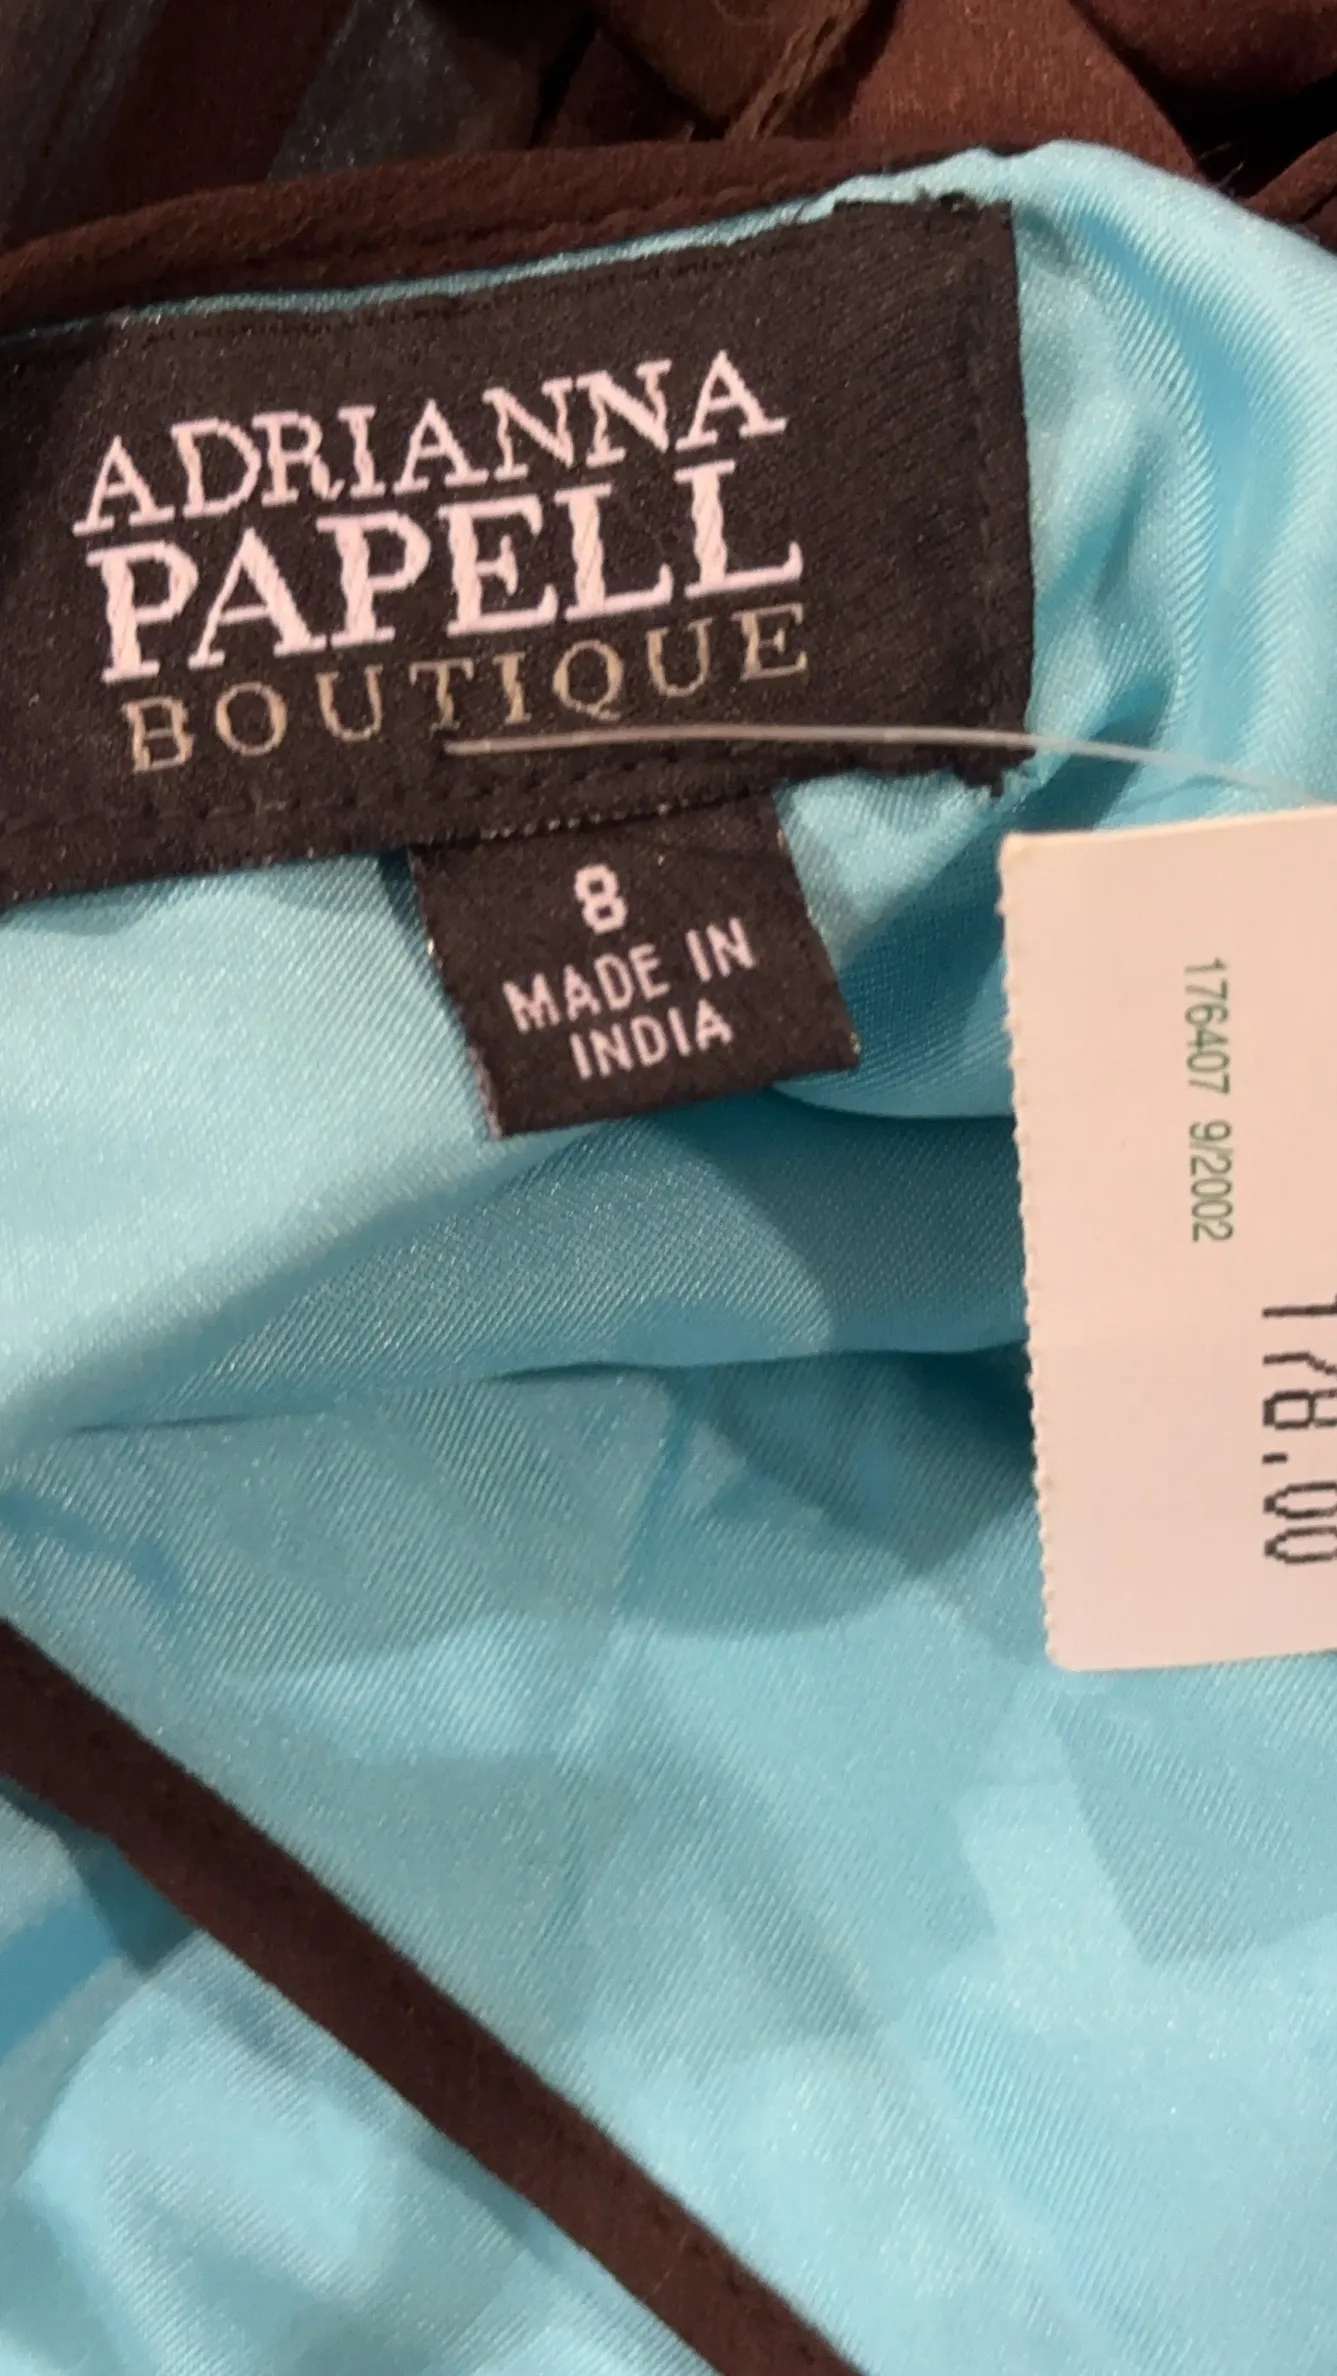 ADRIANNA
PAPELL
BOUTIQUE
8
MADE IN
INDIA
176407 9/2002
178.00